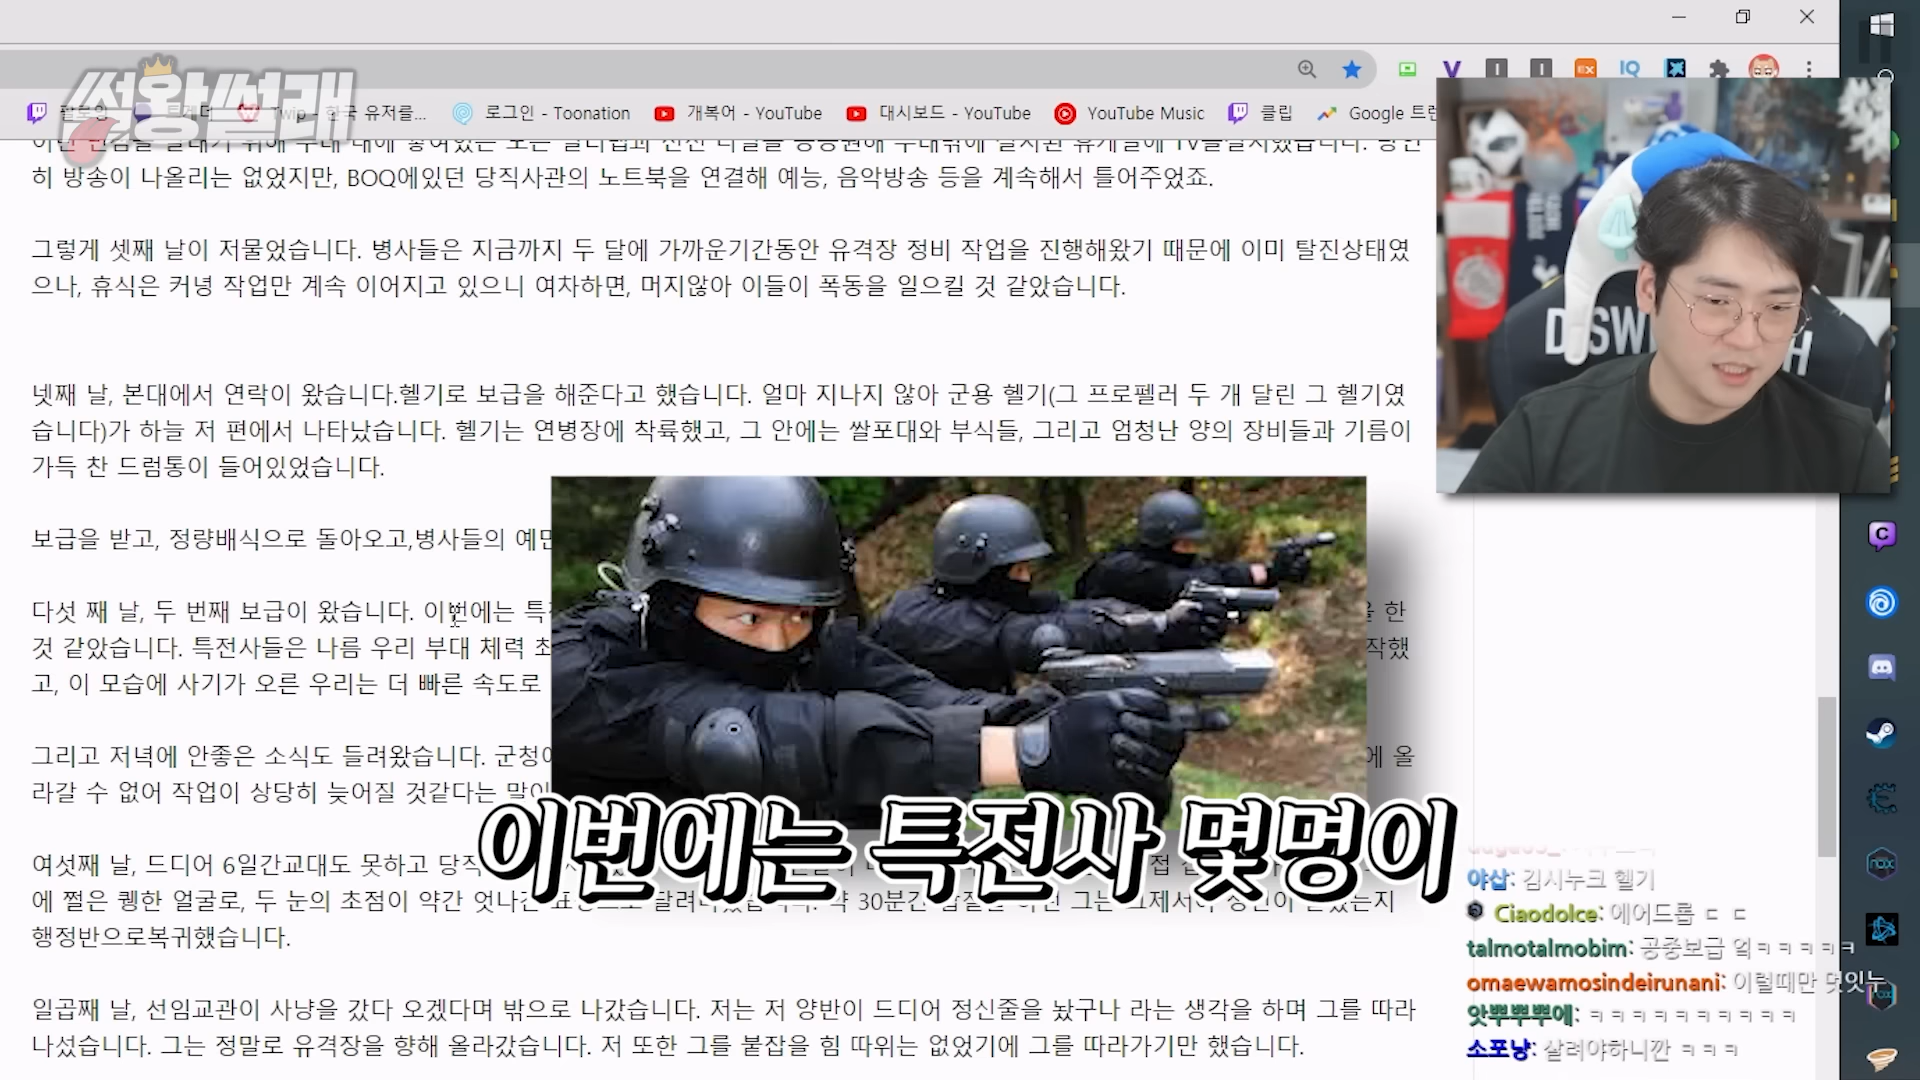 썰왕썰래
Twip - 한국 유저를...
로그인 - Toonation
개복어 - YouTube
대시보드 - YouTube
YouTube Music
클립
Google 트렌
히 방송이 나올리는 없었지만, BOQ에있던 당직사관의 노트북을 연결해 예능, 음악방송 등을 계속해서 틀어주었죠.
그렇게 셋째 날이 저물었습니다. 병사들은 지금까지 두 달에 가까운기간동안 유격장 정비 작업을 진행해왔기 때문에 이미 탈진상태였
으나, 휴식은 커녕 작업만 계속 이어지고 있으니 여차하면, 머지않아 이들이 폭동을 일으킬 것 같았습니다.
넷째 날, 본대에서 연락이 왔습니다.헬기로 보급을 해준다고 했습니다. 얼마 지나지 않아 군용 헬기(그 프로펠러 두 개 달린 그 헬기였
습니다)가 하늘 저 편에서 나타났습니다. 헬기는 연병장에 착륙했고, 그 안에는 쌀포대와 부식들, 그리고 엄청난 양의 장비들과 기름이
가득 찬 드럼통이 들어있었습니다.
보급을 받고, 정량배식으로 돌아오고,병사들의 예민
다섯 째 날, 두 번째 보급이 왔습니다. 이번에는 특 한
것 같았습니다. 특전사들은 나름 우리 부대 체력 최 작했
고, 이 모습에 사기가 오른 우리는 더 빠른 속도로
그리고 저녁에 안좋은 소식도 들려왔습니다. 군청에 에 올
라갈 수 없어 작업이 상당히 늦어질 것같다는 말이
이번에는 특전사 몇명이
여섯째 날, 드디어 6일간교대도 못하고 당직
에 쩔은 퀭한 얼굴로, 두 눈의 초점이 약간 엇나간 약 30분간
행정반으로복귀했습니다.
일곱째 날, 선임교관이 사냥을 갔다 오겠다며 밖으로 나갔습니다. 저는 저 양반이 드디어 정신줄을 놨구나 라는 생각을 하며 그를 따라
나섰습니다. 그는 정말로 유격장을 향해 올라갔습니다. 저 또한 그를 붙잡을 힘 따위는 없었기에 그를 따라가기만 했습니다.
야삽: 김시누크 헬기
Ciaodolce: 에어드롭 ㄷ ㄷ
talmotalmobim: 공중보급 억ㅋㅋㅋㅋㅋ
omaewamosindeirunani: 이럴때만 멋잇누
앗뿌뿌뿌에: ㅋㅋㅋㅋㅋㅋㅋㅋㅋㅋ
소포냥: 살려야하니깐 ㅋㅋㅋ